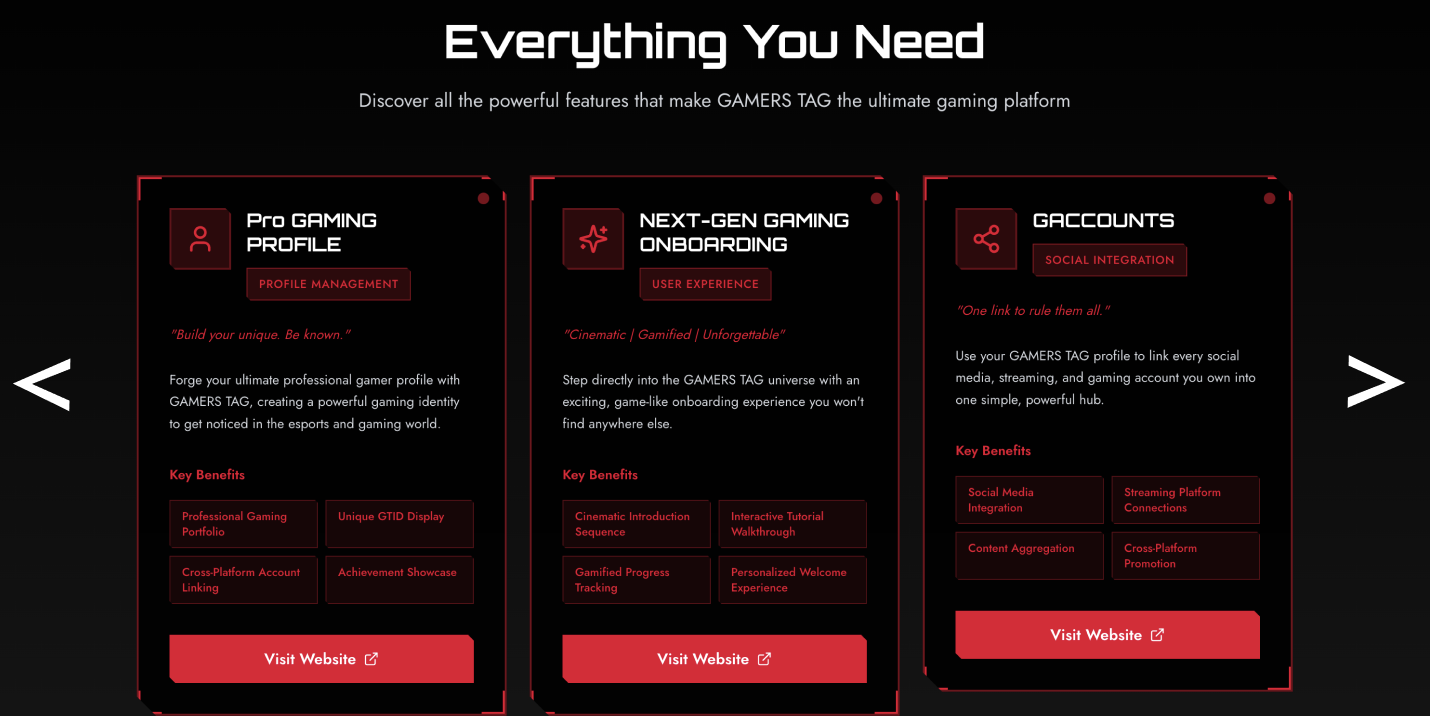 Everything You Need
Discover all the powerful features that make GAMERS TAG the ultimate gaming platform
Pro GAMING
PROFILE
PROFILE MANAGEMENT
"Build your unique. Be known."
Forge your ultimate professional gamer profile with
GAMERS TAG, creating a powerful gaming identity
to get noticed in the esports and gaming world.
Key Benefits
Professional Gaming
Portfolio
Unique GTID Display
Cross-Platform Account
Linking
Achievement Showcase
Visit Website
NEXT-GEN GAMING
ONBOARDING
USER EXPERIENCE
"Cinematic | Gamified | Unforgettable"
Step directly into the GAMERS TAG universe with an
exciting, game-like onboarding experience you won't
find anywhere else.
Key Benefits
Cinematic Introduction
Sequence
Interactive Tutorial
Walkthrough
Gamified Progress
Tracking
Personalized Welcome
Experience
Visit Website
GACCOUNTS
SOCIAL INTEGRATION
"One link to rule them all."
Use your GAMERS TAG profile to link every social
media, streaming, and gaming account you own into
one simple, powerful hub.
Key Benefits
Social Media
Integration
Streaming Platform
Connections
Content Aggregation
Cross-Platform
Promotion
Visit Website
<
>